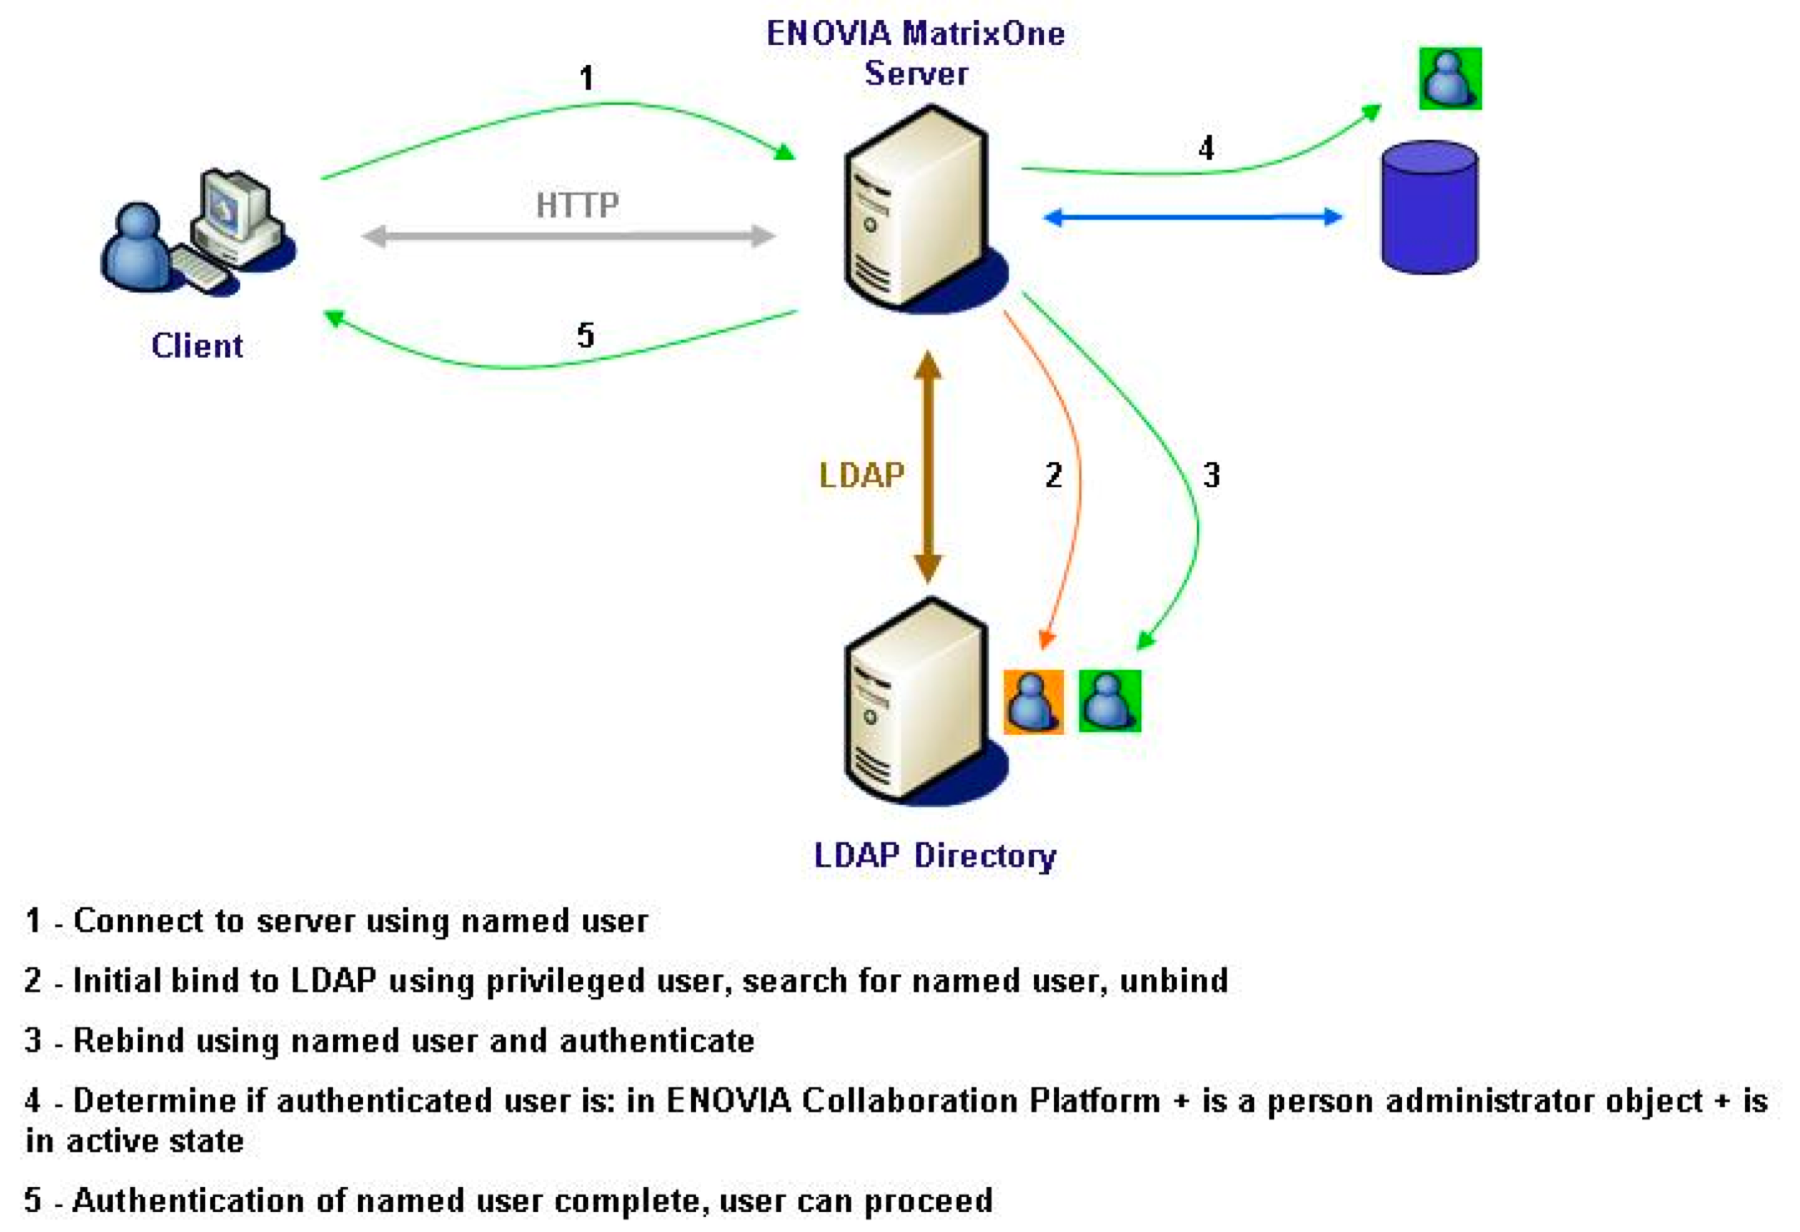 ENOVIA MatrixOne
Server
1
4
HTTP
5
Client
LDAP
2
3
LDAP Directory
1 - Connect to server using named user
2 - Initial bind to LDAP using privileged user, search for named user, unbind
3 - Rebind using named user and authenticate
4 - Determine if authenticated user is: in ENOVIA Collaboration Platform + is a person administrator object + is
in active state
5 - Authentication of named user complete, user can proceed